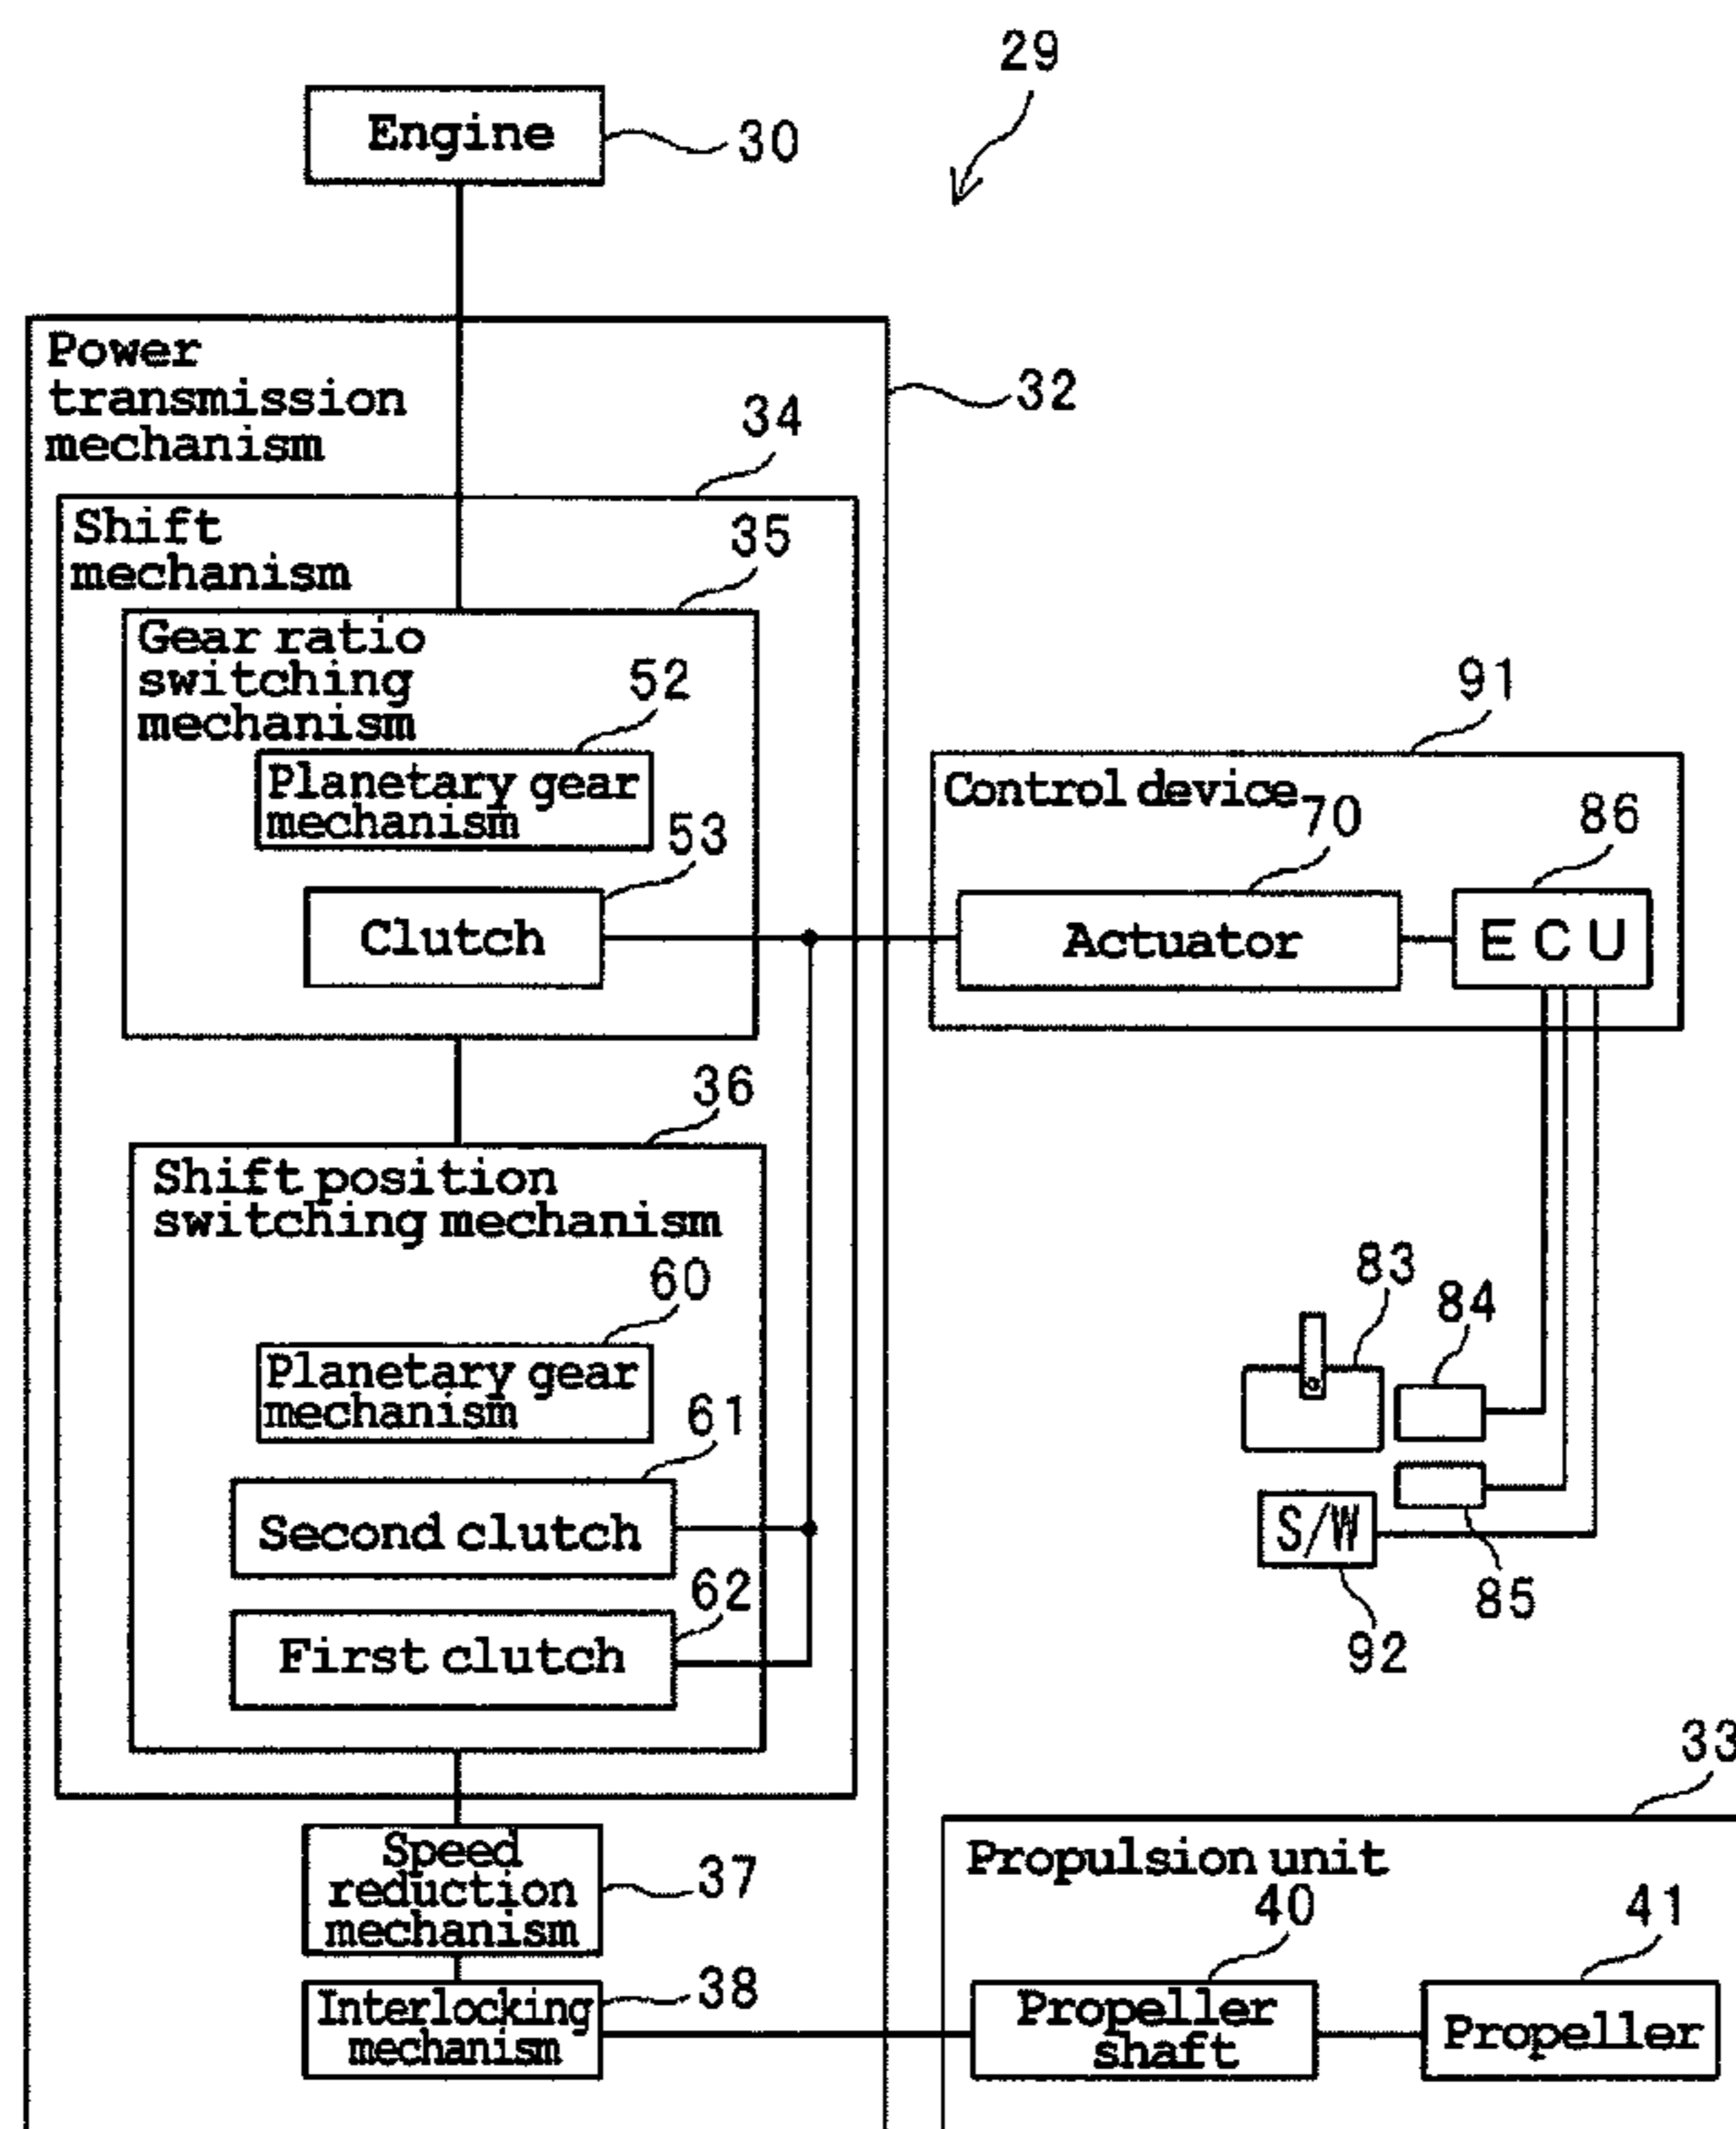 29
Engine
30
Power
transmission
mechanism
32
34
Shift
mechanism
35
Gear ratio
switching
mechanism
52
Planetary gear
mechanism
53
Clutch
91
Control device
70
86
Actuator
ECU
36
Shift position
switching mechanism
60
Planetary gear
mechanism
61
Second clutch
62
First clutch
83
84
S/W
85
92
33
Speed
reduction
mechanism
37
Propulsion unit
40
41
Interlocking
mechanism
38
Propeller
shaft
Propeller